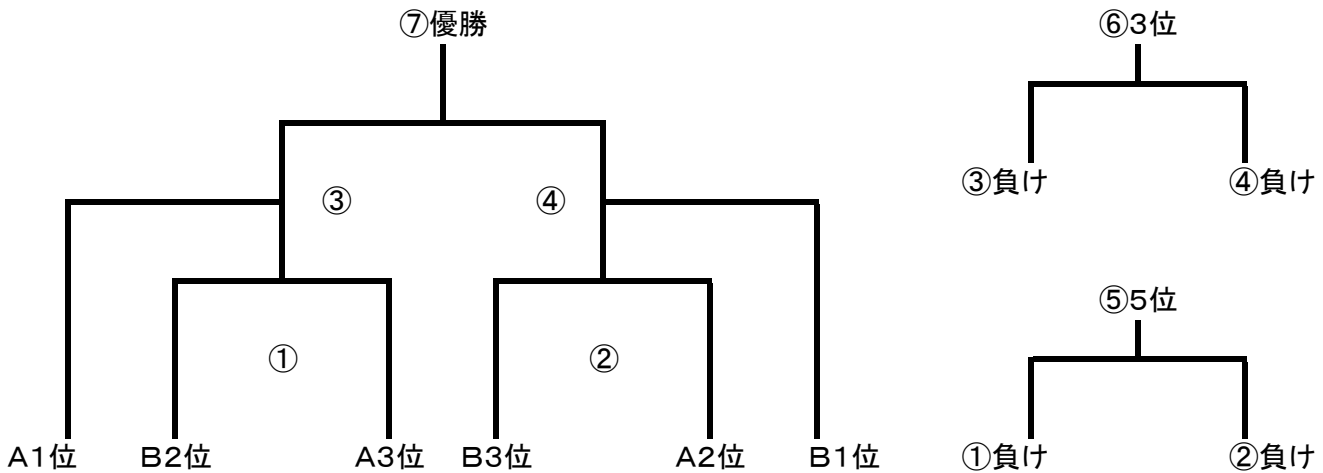 ⑦優勝
⑥３位
③負け
④負け
③
④
⑤５位
①
②
Ａ１位
Ｂ２位
Ａ３位
Ｂ３位
Ａ２位
Ｂ１位
①負け
②負け